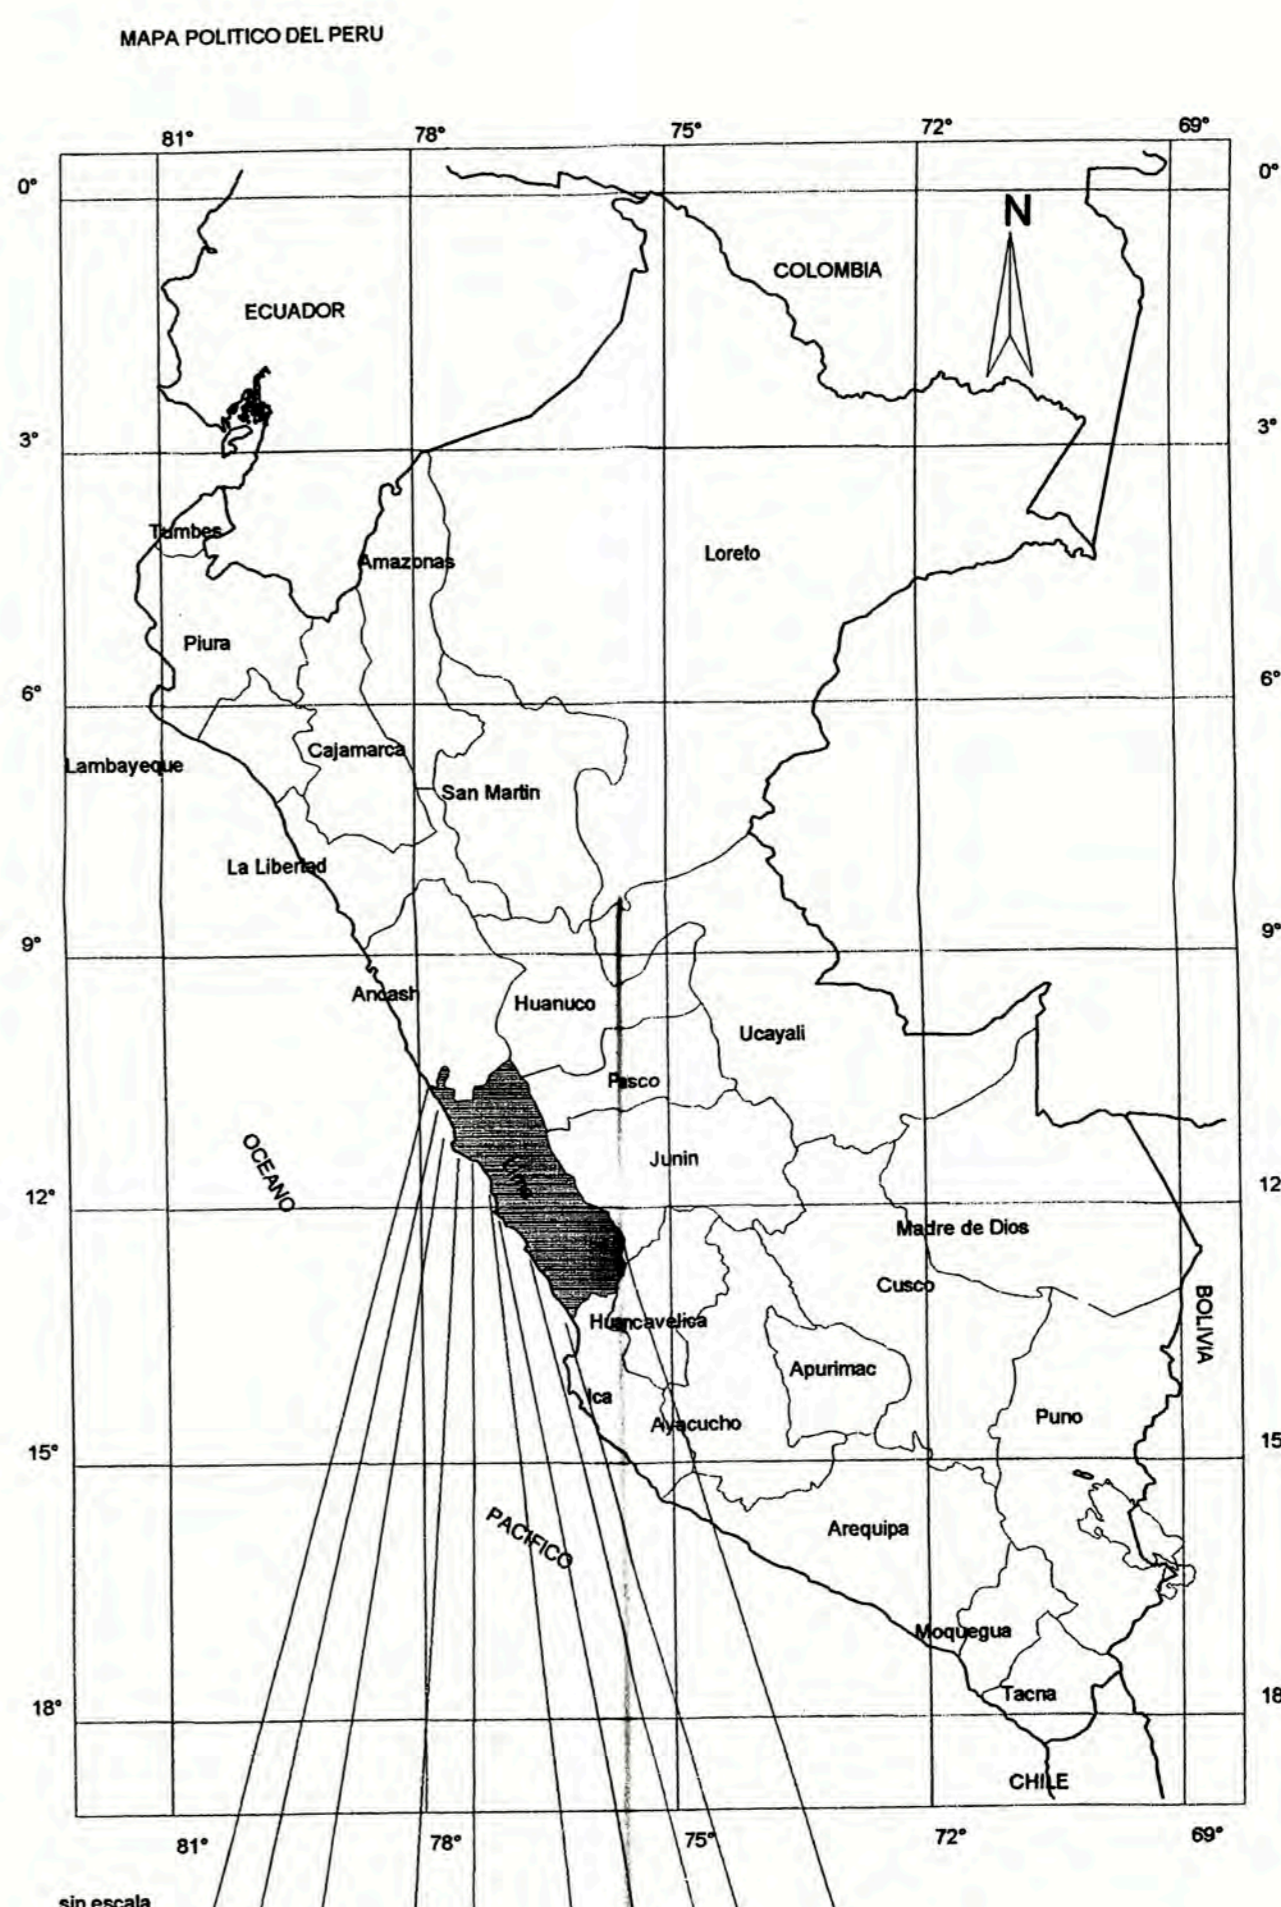 MAPA POLITICO DEL PERU
81° 78° 75° 72° 69°
0° 0°
N
COLOMBIA
ECUADOR
3° 3°
Tumbes
Amazonas
Loreto
Piura
6° 6°
Cajamarca
Lambayeque
San Martin
La Libertad
9° 9°
Ancash
Huanuco
Ucayali
Pasco
OCEANO
Junin
Lima
12° 12
Madre de Dios
Cusco
BOLIVIA
Huancavelica
Apurimac
Ica
Puno
Ayacucho
15° 15
PACIFICO
Arequipa
Moquegua
Tacna
18° 18
CHILE
81° 78° 75° 72° 69°
sin escala